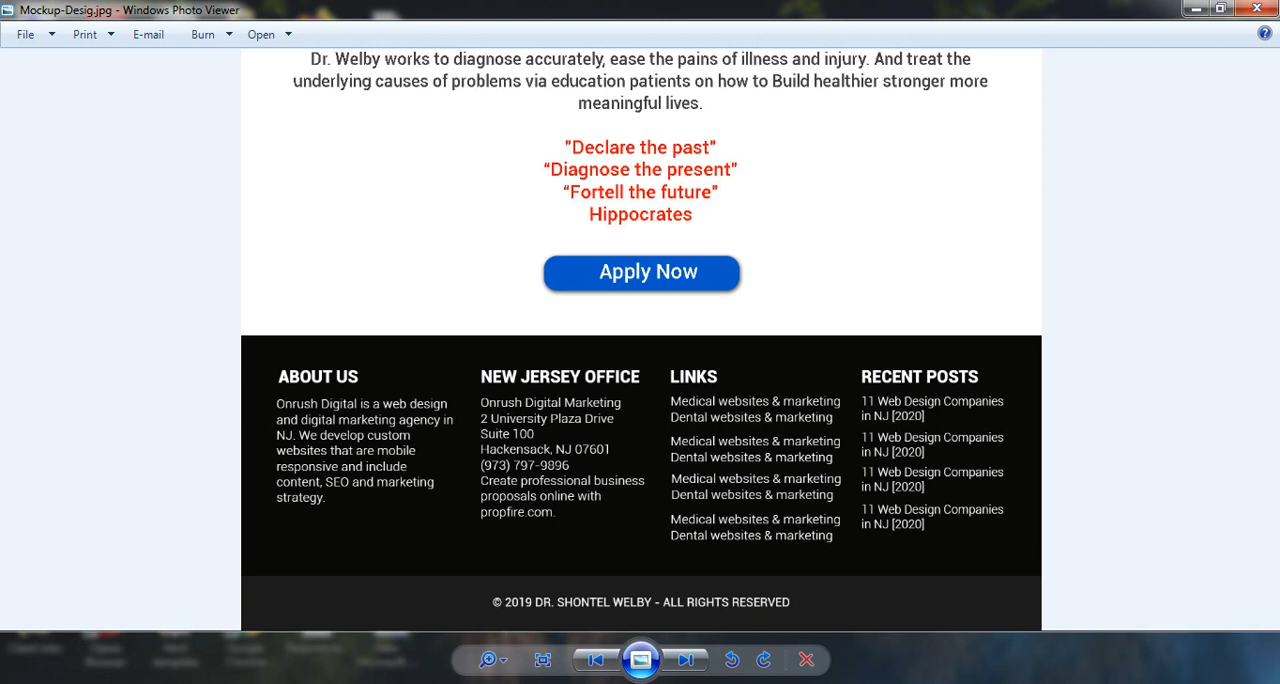 Mockup-Desig.jpg - Windows Photo Viewer
File Print E-mail Burn Open
Dr. Welby works to diagnose accurately, ease the pains of illness and injury. And treat the
underlying causes of problems via education patients on how to Build healthier stronger more
meaningful lives.
"Declare the past"
“Diagnose the present”
“Fortell the future”
Hippocrates
Apply Now
ABOUT US
Onrush Digital is a web design
and digital marketing agency in
NJ. We develop custom
websites that are mobile
responsive and include
content, SEO and marketing
strategy.
NEW JERSEY OFFICE
Onrush Digital Marketing
2 University Plaza Drive
Suite 100
Hackensack, NJ 07601
(973) 797-9896
Create professional business
proposals online with
propfire.com.
LINKS
Medical websites & marketing
Dental websites & marketing
Medical websites & marketing
Dental websites & marketing
Medical websites & marketing
Dental websites & marketing
Medical websites & marketing
Dental websites & marketing
RECENT POSTS
11 Web Design Companies
in NJ [2020]
11 Web Design Companies
in NJ [2020]
11 Web Design Companies
in NJ [2020]
11 Web Design Companies
in NJ [2020]
© 2019 DR. SHONTEL WELBY - ALL RIGHTS RESERVED